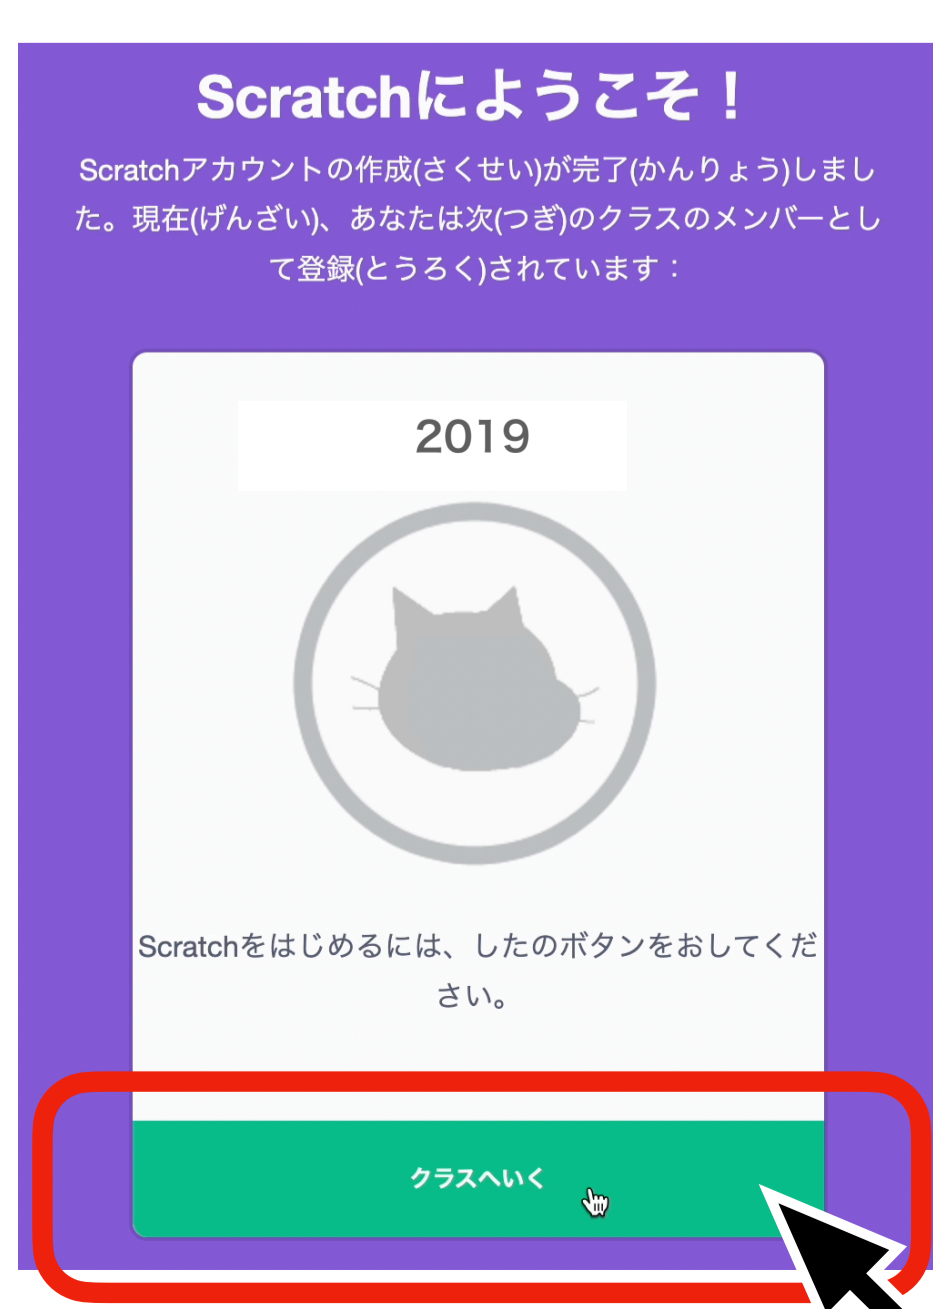 Scratchにようこそ！
Scratchアカウントの作成(さくせい)が完了(かんりょう)しまし
た。現在(げんざい)、あなたは次(つぎ)のクラスのメンバーとし
て登録(とうろく)されています：
2019
Scratchをはじめるには、したのボタンをおしてくだ
さい。
クラスへいく